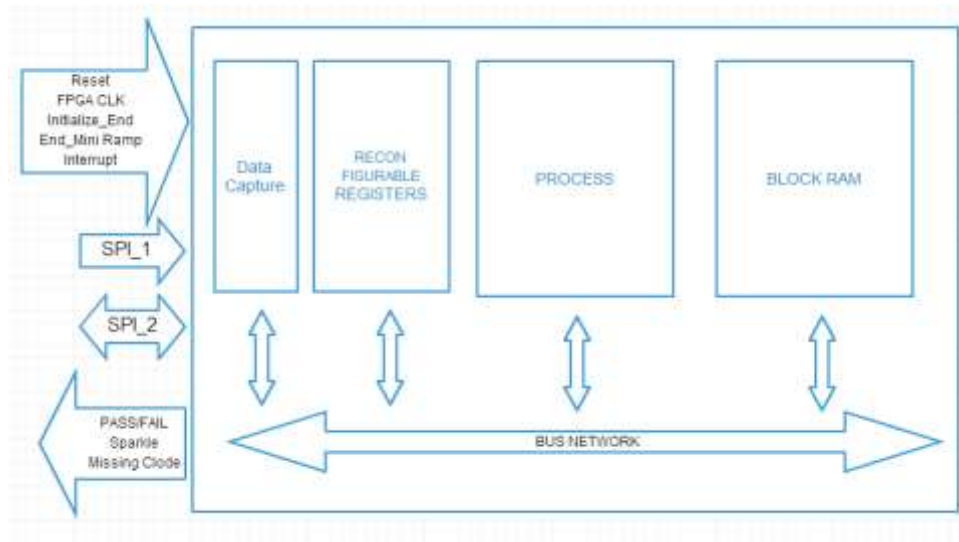 Reset
FPGA CLK
Initialize_End
End_Mini Ramp
Interrupt
SPI_1
SPI_2
PASS/FAIL
Sparkle
Missing Clode
Data
Capture
RECON
FIGURABLE
REGISTERS
PROCESS
BLOCK RAM
BUS NETWORK